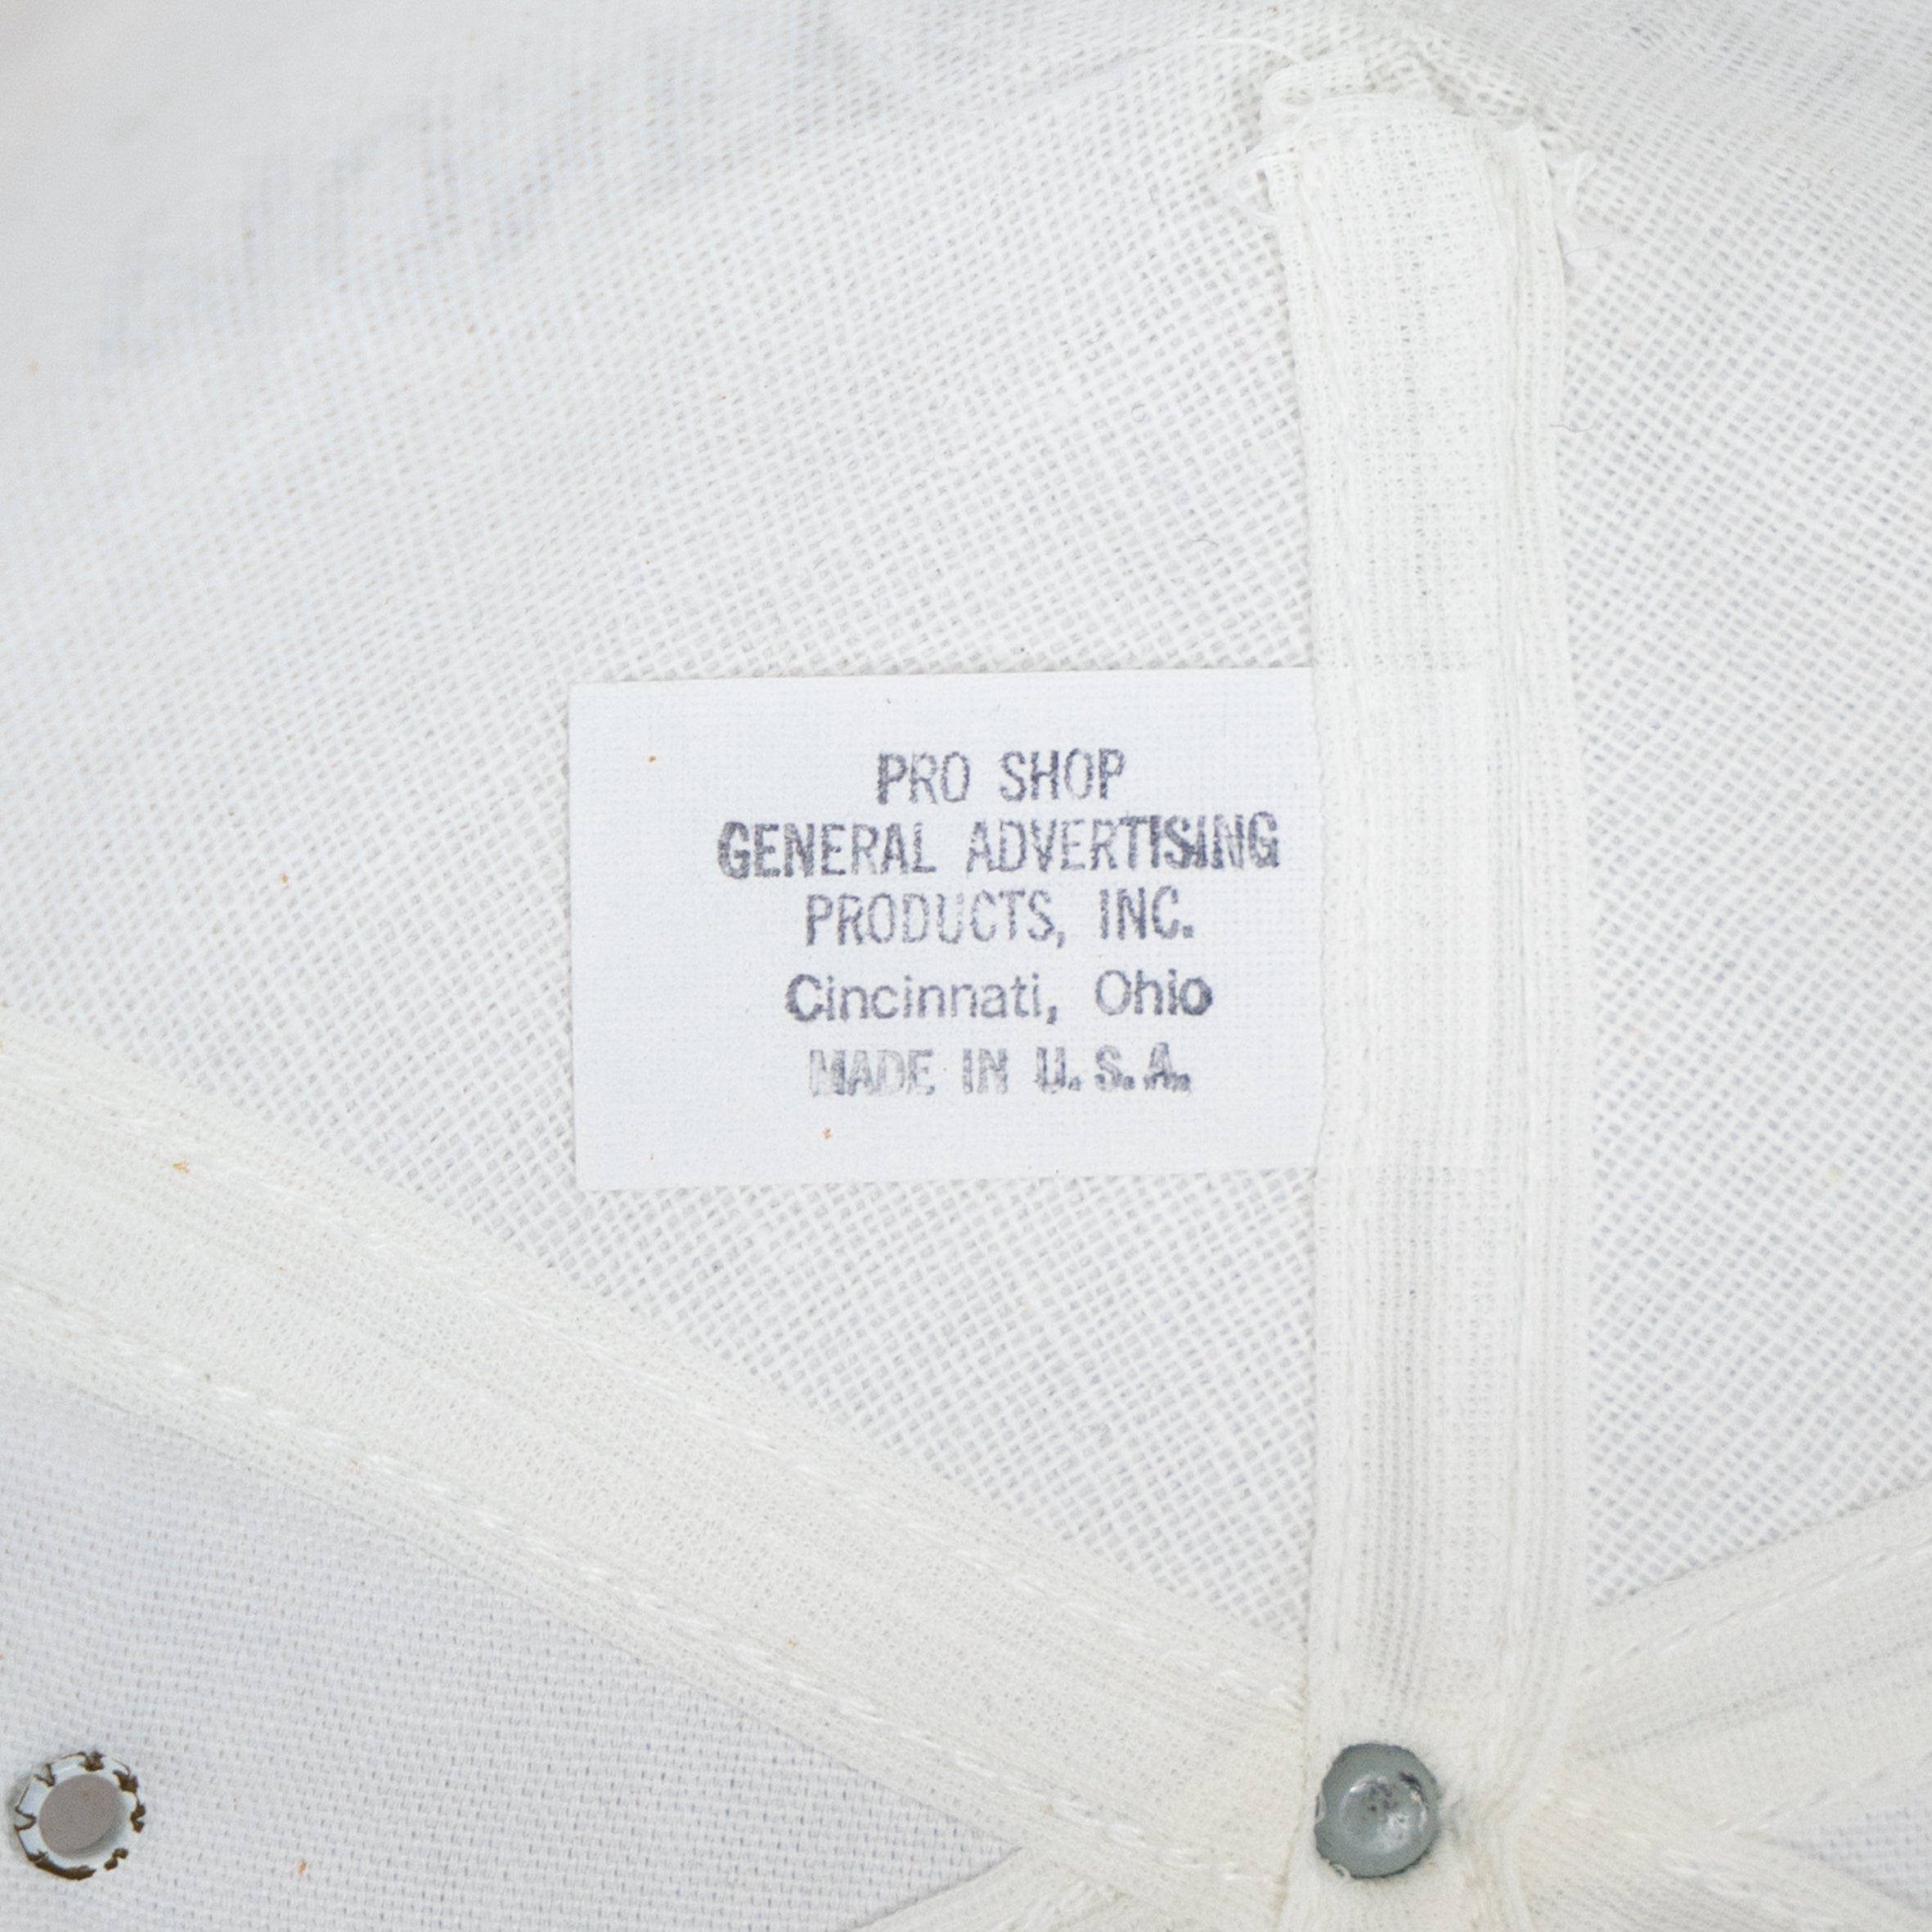 PRO SHOP
GENERAL ADVERTISING
PRODUCTS, INC.
Cincinnati, Ohio
MADE IN U.S.A.